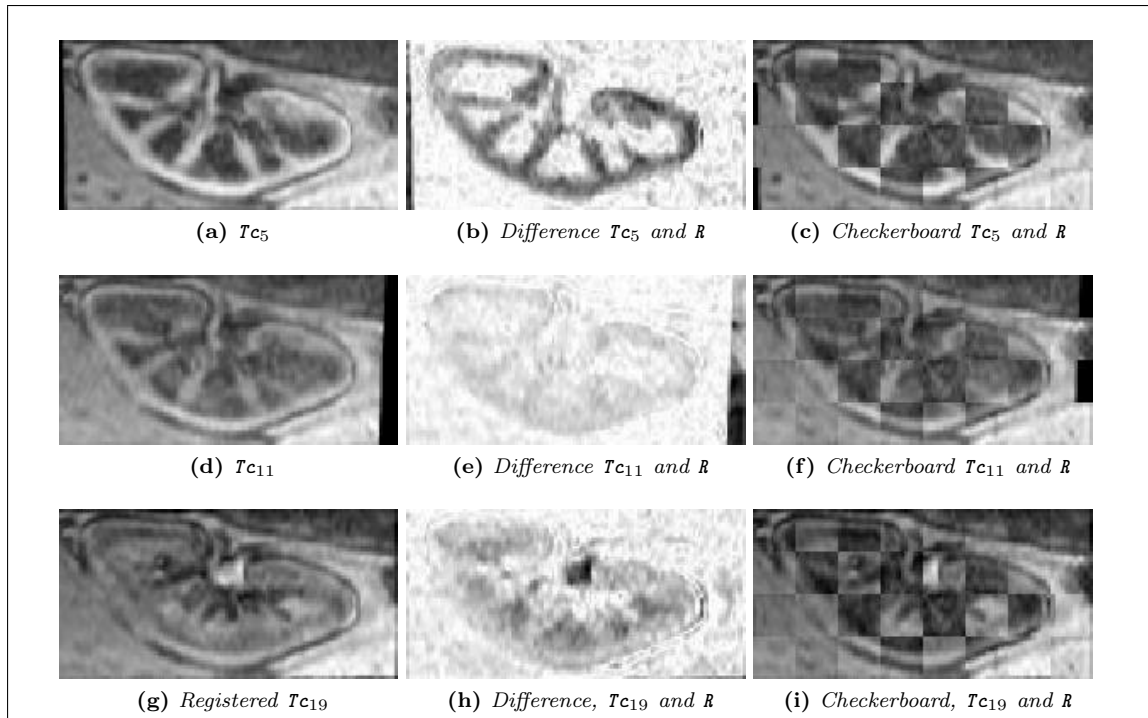 (a) Tc5 (b) Difference Tc5 and R (c) Checkerboard Tc5 and R
(d) Tc11 (e) Difference Tc11 and R (f) Checkerboard Tc11 and R
(g) Registered Tc19 (h) Difference, Tc19 and R (i) Checkerboard, Tc19 and R